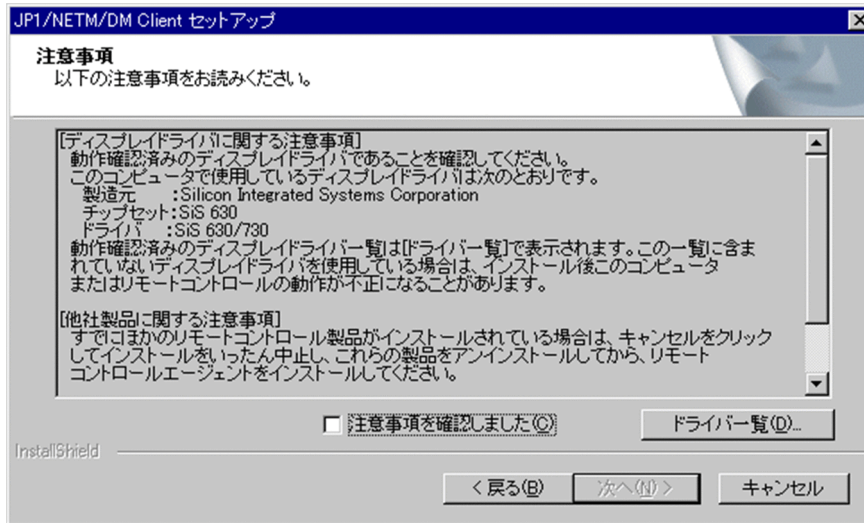 JP1/NETM/DM Client セットアップ
注意事項
以下の注意事項をお読みください。
[ディスプレイドライバに関する注意事項]
動作確認済みのディスプレイドライバであることを確認してください。
このコンピュータで使用しているディスプレイドライバは次のとおりです。
製造元　　:Silicon Integrated Systems Corporation
チップセット:SiS 630
ドライバ　:SiS 630/730
動作確認済みのディスプレイドライバ一覧は[ドライバ一覧]で表示されます。この一覧に含ま
れていないディスプレイドライバを使用している場合は、インストール後このコンピュータ
またはリモートコントロールの動作が不正になることがあります。
[他社製品に関する注意事項]
すでにほかのリモートコントロール製品がインストールされている場合は、キャンセルをクリック
してインストールをいったん中止し、これらの製品をアンインストールしてから、リモート
コントロールエージェントをインストールしてください。
注意事項を確認しました(C)
ドライバ一覧(D)...
InstallShield
< 戻る(B)
次へ(N) >
キャンセル